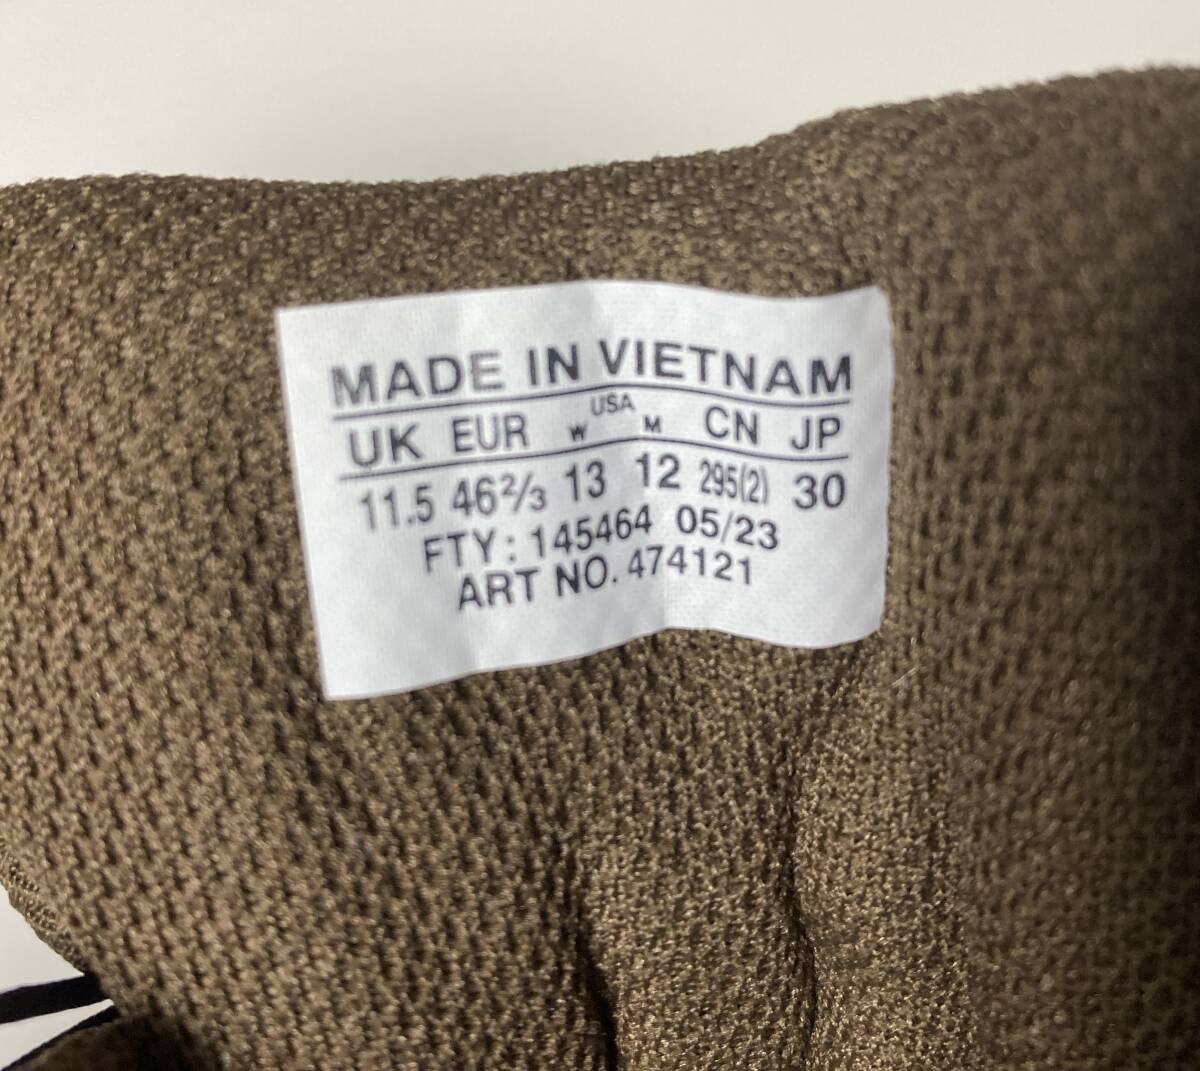 MADE IN VIETNAM
UK EUR W USA M CN JP
11.5 46⅔ 13 12 295(2) 30
FTY: 145464 05/23
ART NO. 474121